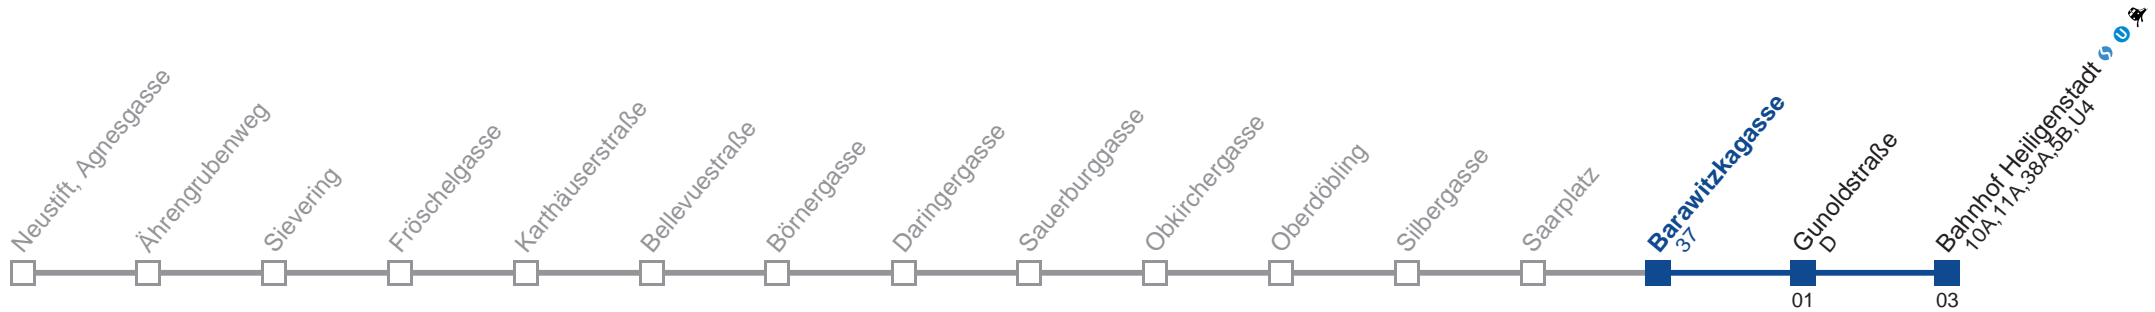 Neustift, Agnesgasse
Ährengrubenweg
Sievering
Fröschelgasse
Karthäuserstraße
Bellevuestraße
Börnergasse
Daringergasse
Sauerburggasse
Obkirchergasse
Oberdöbling
Silbergasse
Saarplatz
Barawitzkagasse
37
Gunoldstraße
D
Bahnhof Heiligenstadt S U
10A,11A,38A,5B,U4
01
03